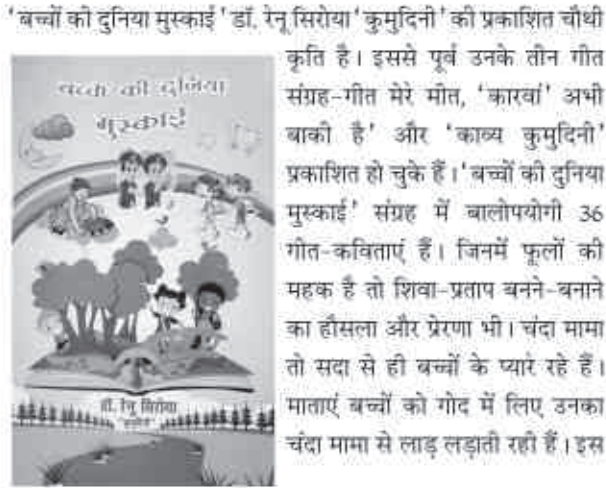 'बच्चों की दुनिया मुस्काई' डॉ. रेनू सिरोया 'कुमुदिनी' की प्रकाशित चौथी
कृति है। इससे पूर्व उनके तीन गीत
संग्रह-गीत मेरे मीत, 'कारवां' अभी
बाकी है' और 'काव्य कुमुदिनी'
प्रकाशित हो चुके हैं। 'बच्चों की दुनिया
मुस्काई' संग्रह में बालोपयोगी 36
गीत-कविताएं हैं। जिनमें फूलों की
महक है तो शिवा-प्रताप बनने-बनाने
का हौसला और प्रेरणा भी। चंदा मामा
तो सदा से ही बच्चों के प्यारे रहे हैं।
माताएं बच्चों को गोद में लिए उनका
चंदा मामा से लाड़ लड़ाती रही हैं। इस
की दुनिया
मुस्काई
डॉ. रेनू सिरोया